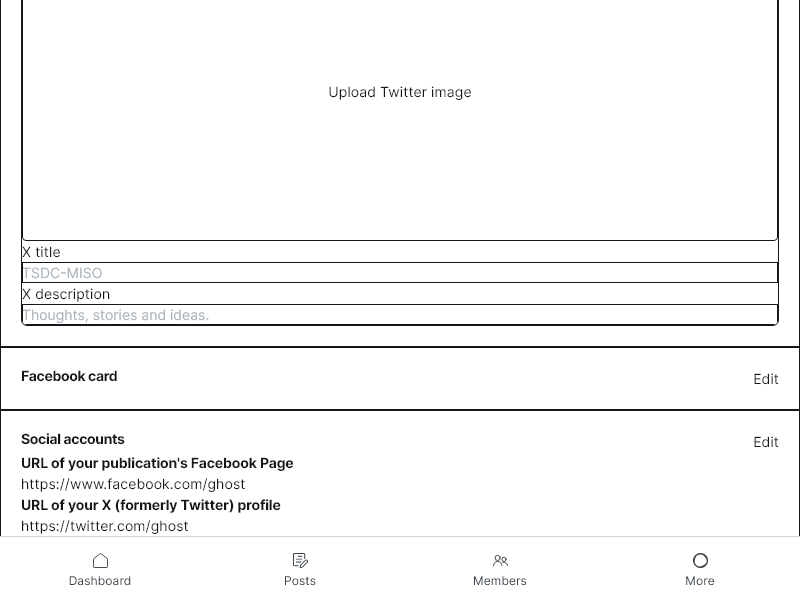 Upload Twitter image
X title
TSDC-MISO
X description
Thoughts, stories and ideas.
Facebook card
Edit
Social accounts
Edit
URL of your publication's Facebook Page
https://www.facebook.com/ghost
URL of your X (formerly Twitter) profile
https://twitter.com/ghost
Dashboard
Posts
Members
More